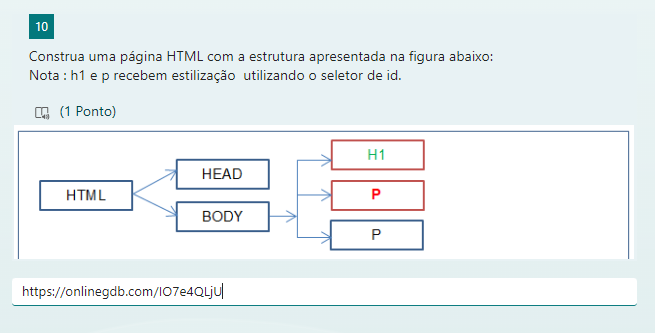 10
Construa uma página HTML com a estrutura apresentada na figura abaixo:
Nota : h1 e p recebem estilização utilizando o seletor de id.
(1 Ponto)
H1
HEAD
HTML
P
BODY
P
https://onlinegdb.com/IO7e4QLjU